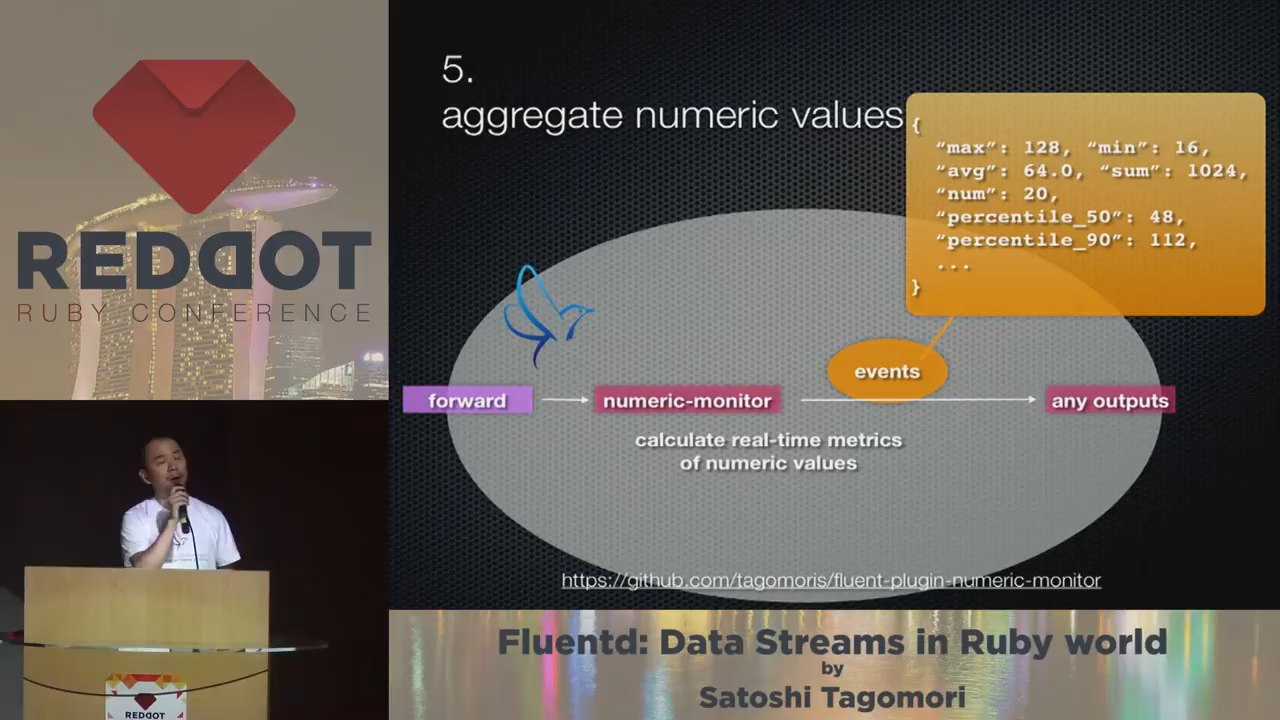 REDDOT
RUBY CONFERENCE
5.
aggregate numeric values
{
“max”: 128, “min”: 16,
“avg”: 64.0, “sum”: 1024,
“num”: 20,
“percentile_50”: 48,
“percentile_90”: 112,
...
}
events
forward
numeric-monitor
any outputs
calculate real-time metrics
of numeric values
https://github.com/tagomoris/fluent-plugin-numeric-monitor
REDDOT
Fluentd: Data Streams in Ruby world
by
Satoshi Tagomori